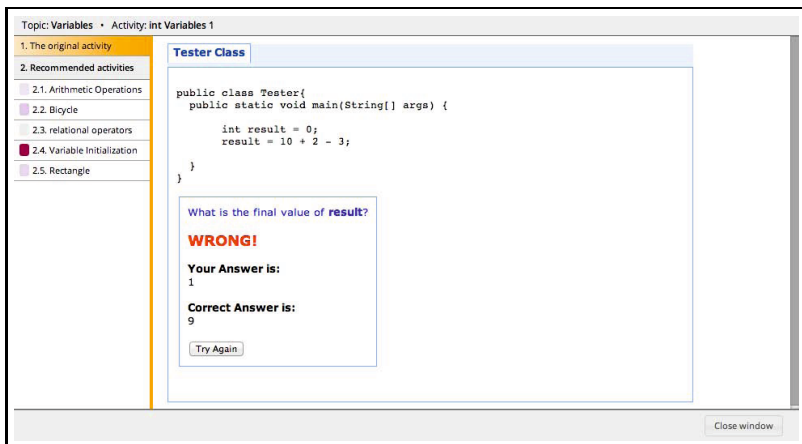 Topic: Variables • Activity: int Variables 1
1. The original activity
2. Recommended activities
2.1. Arithmetic Operations
2.2. Bicycle
2.3. relational operators
2.4. Variable Initialization
2.5. Rectangle
Tester Class
public class Tester{
public static void main(String[] args) {
int result = 0;
result = 10 + 2 - 3;
}
}
What is the final value of result?
WRONG!
Your Answer is:
1
Correct Answer is:
9
Try Again
Close window